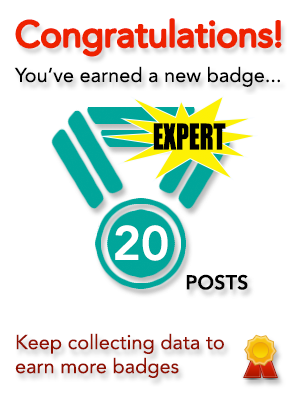 Congratulations!
You've earned a new badge...
EXPERT
20
POSTS
Keep collecting data to
earn more badges